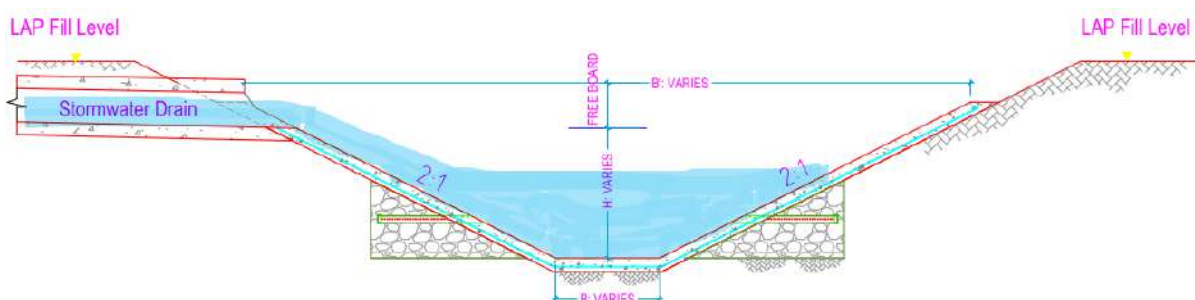 LAP Fill Level
LAP Fill Level
FREE BOARD
B': VARIES
Stormwater Drain
2:1
H: VARIES
2:1
B: VARIES